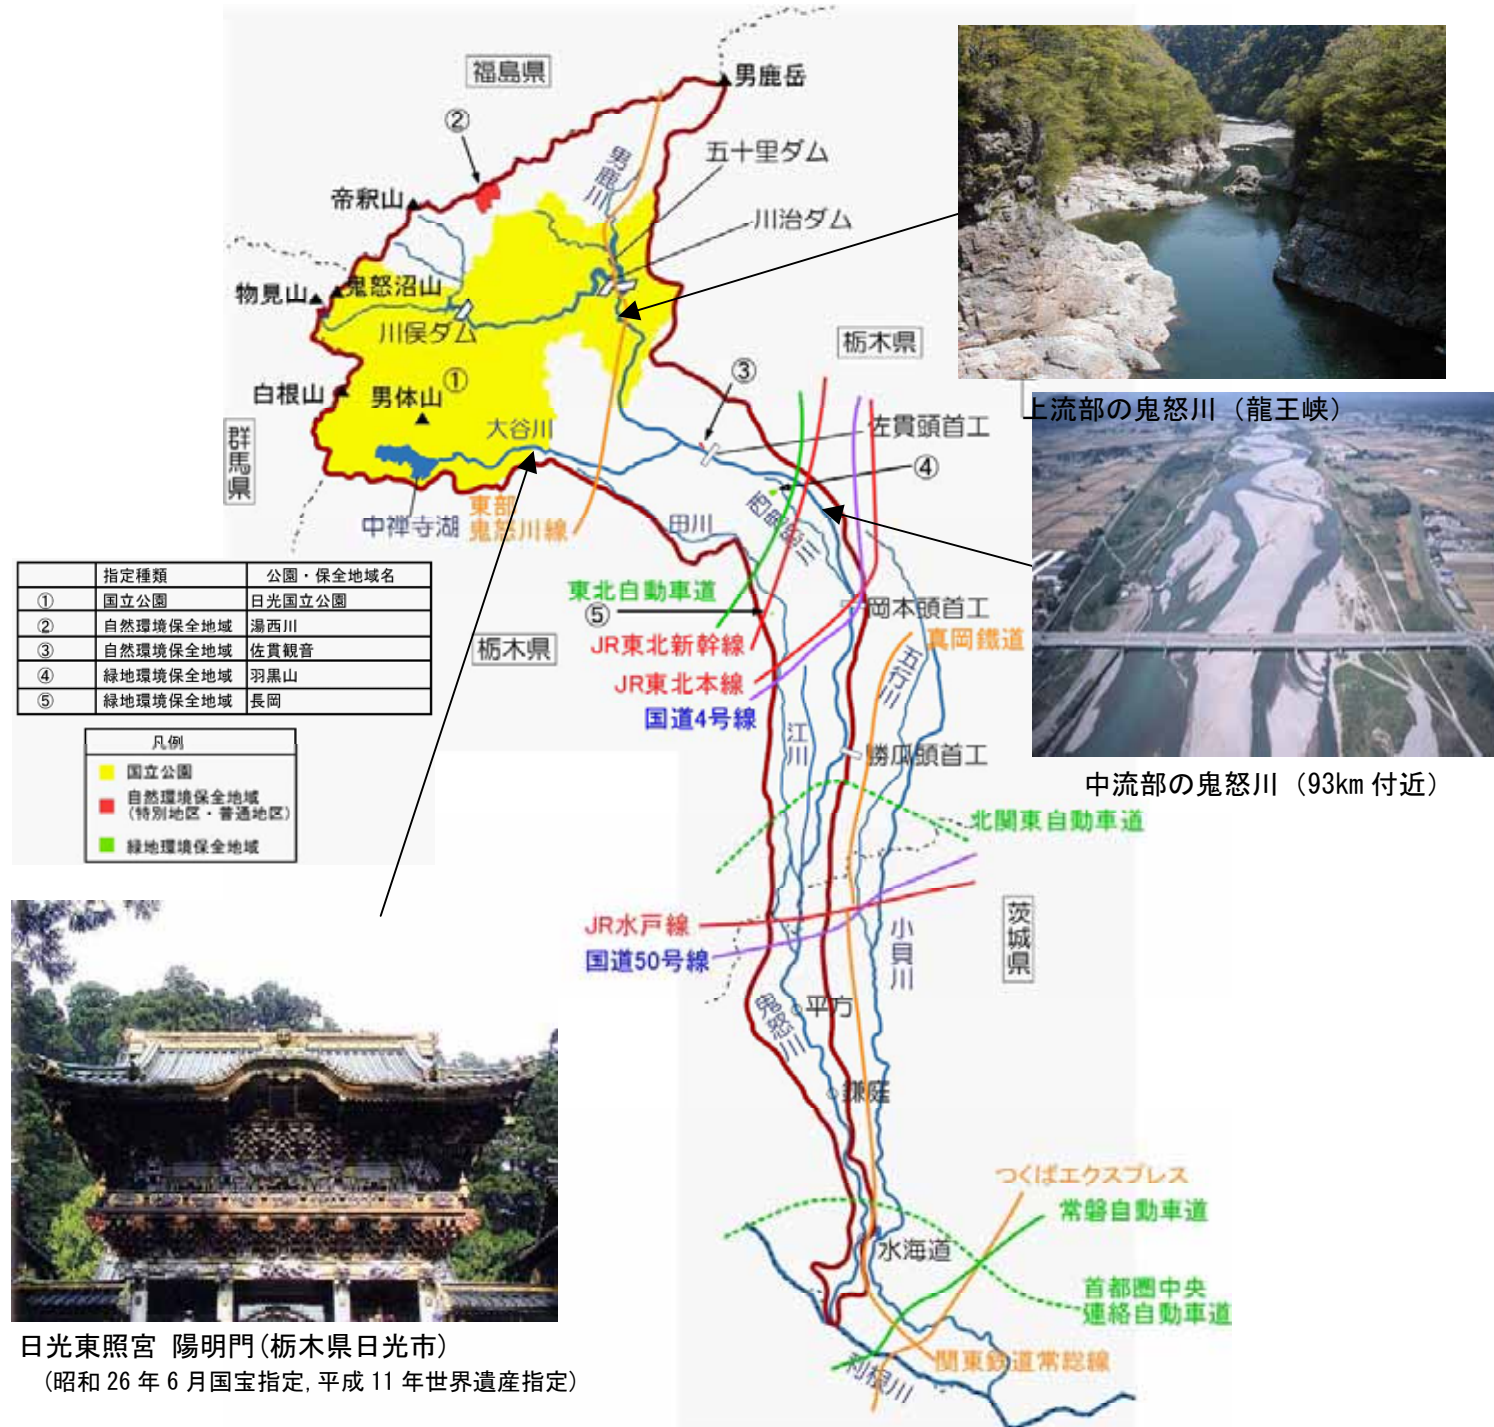 福島県
男鹿岳
②
男鹿川
五十里ダム
帝釈山
川治ダム
鬼怒沼山
物見山
川俣ダム
栃木県
③
白根山
男体山
①
上流部の鬼怒川（龍王峡）
群馬県
大谷川
佐貫頭首工
④
東部
鬼怒川線
中禅寺湖
西鬼怒川
田川
指定種類 公園・保全地域名
① 国立公園 日光国立公園
② 自然環境保全地域 湯西川
③ 自然環境保全地域 佐貫観音
④ 緑地環境保全地域 羽黒山
⑤ 緑地環境保全地域 長岡
東北自動車道
⑤
岡本頭首工
栃木県
JR東北新幹線
真岡鐵道
五行川
JR東北本線
国道4号線
江川
勝瓜頭首工
中流部の鬼怒川（93km 付近）
凡例
国立公園
自然環境保全地域
(特別地区・普通地区)
緑地環境保全地域
北関東自動車道
JR水戸線
国道50号線
小貝川
茨城県
鬼怒川
平方
鎌庭
つくばエクスプレス
常磐自動車道
水海道
首都圏中央
連絡自動車道
関東鉄道常総線
利根川
日光東照宮 陽明門(栃木県日光市)
(昭和 26 年 6 月国宝指定, 平成 11 年世界遺産指定)